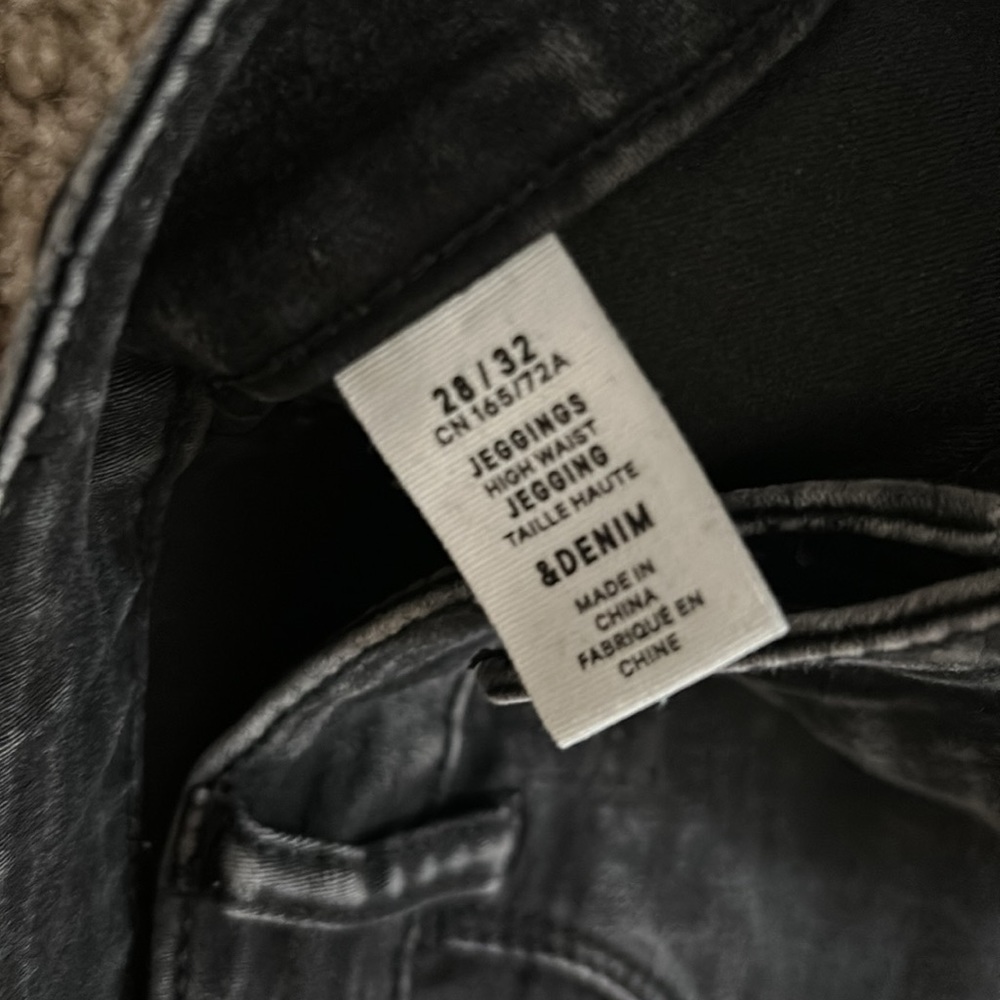 28/32
CN 165/72A
JEGGINGS
HIGH WAIST
JEGGING
TAILLE HAUTE
&DENIM
MADE IN
CHINA
FABRIQUÉ EN
CHINE